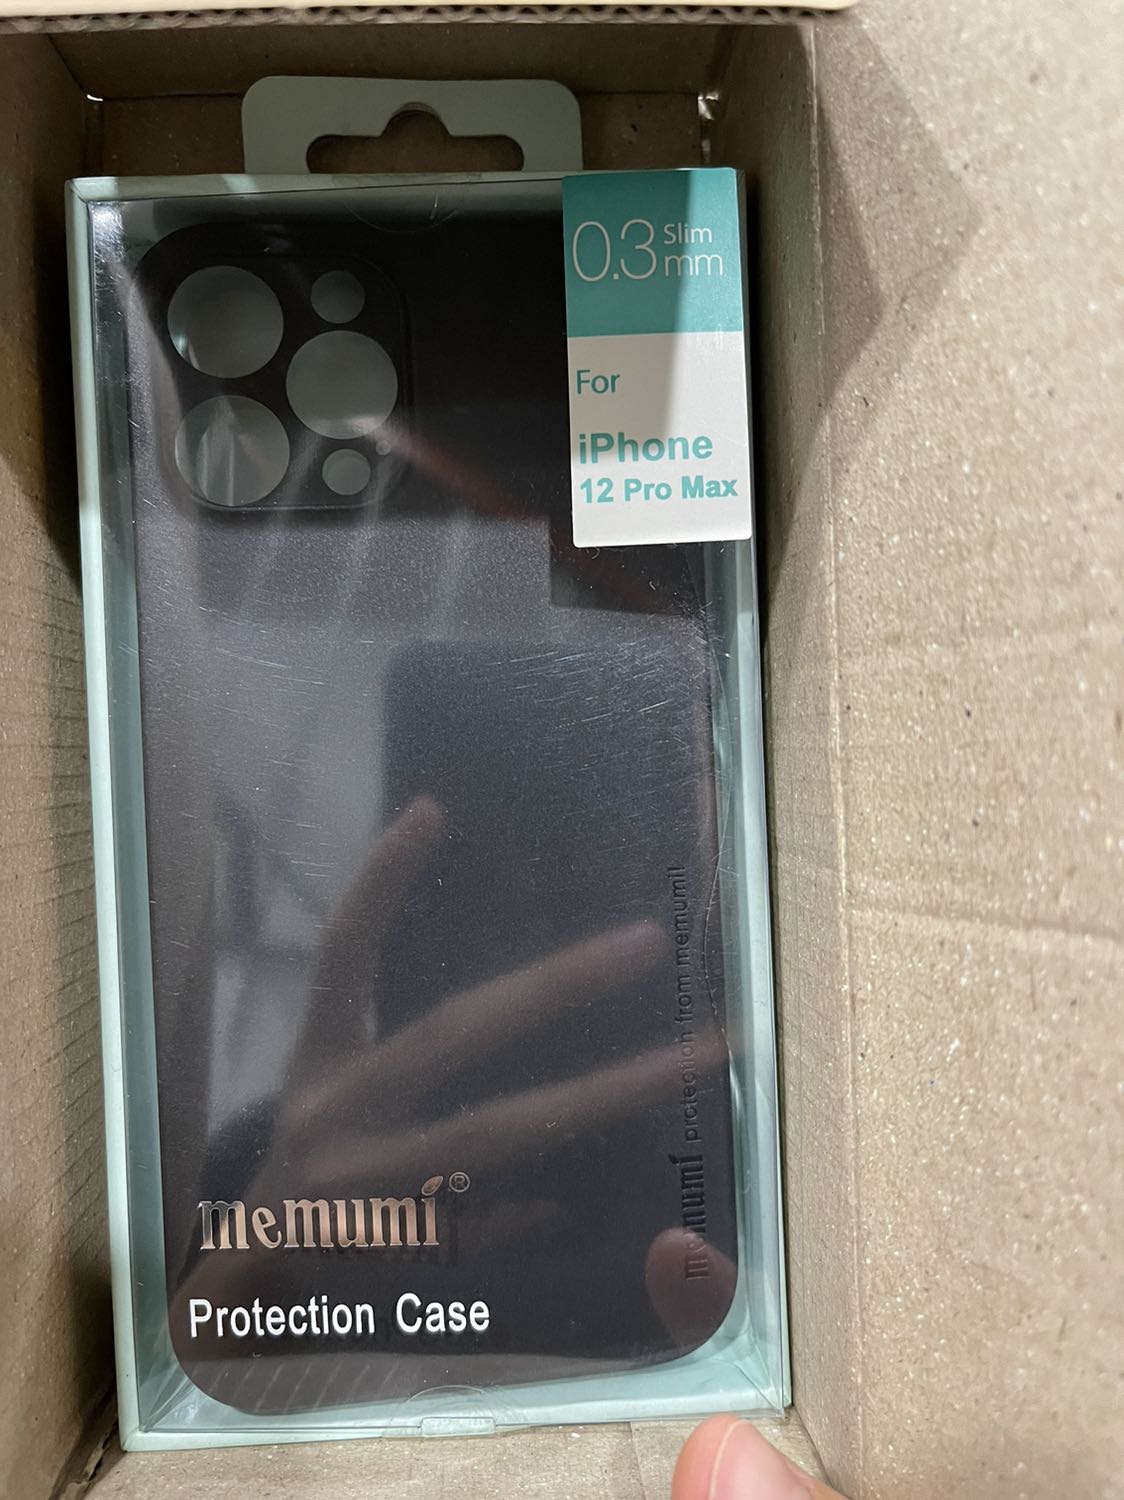 0.3 Slim
mm
For
iPhone
12 Pro Max
memumi protection from memumi!
memumi®
Protection Case